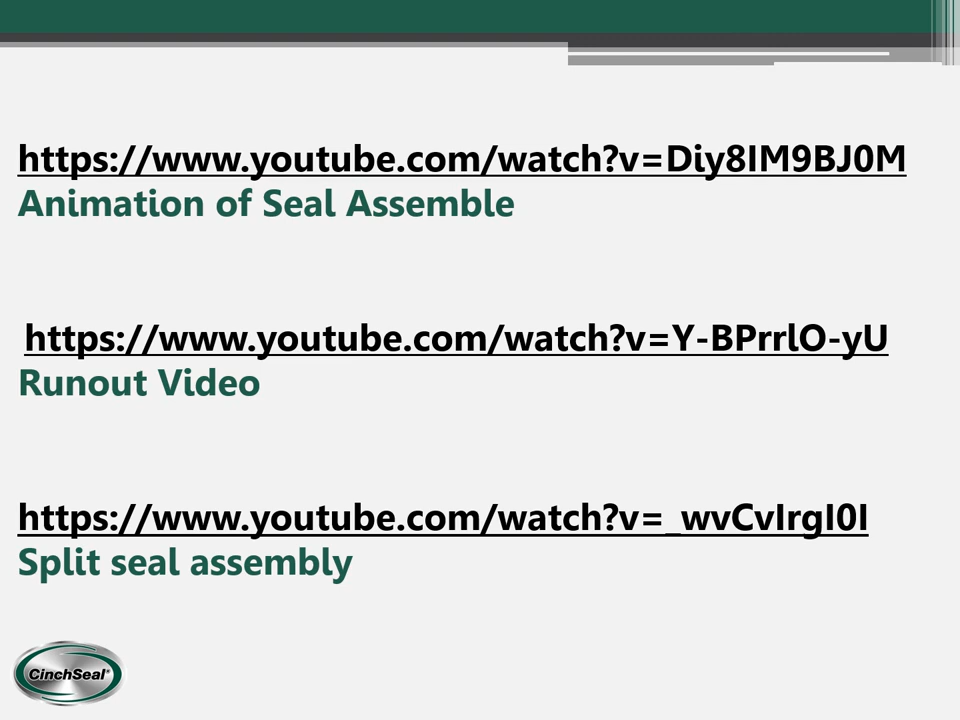 https://www.youtube.com/watch?v=Diy8IM9BJ0M
Animation of Seal Assemble
https://www.youtube.com/watch?v=Y-BPrrlO-yU
Runout Video
https://www.youtube.com/watch?v=_wvCvIrgI0I
Split seal assembly
CinchSeal®